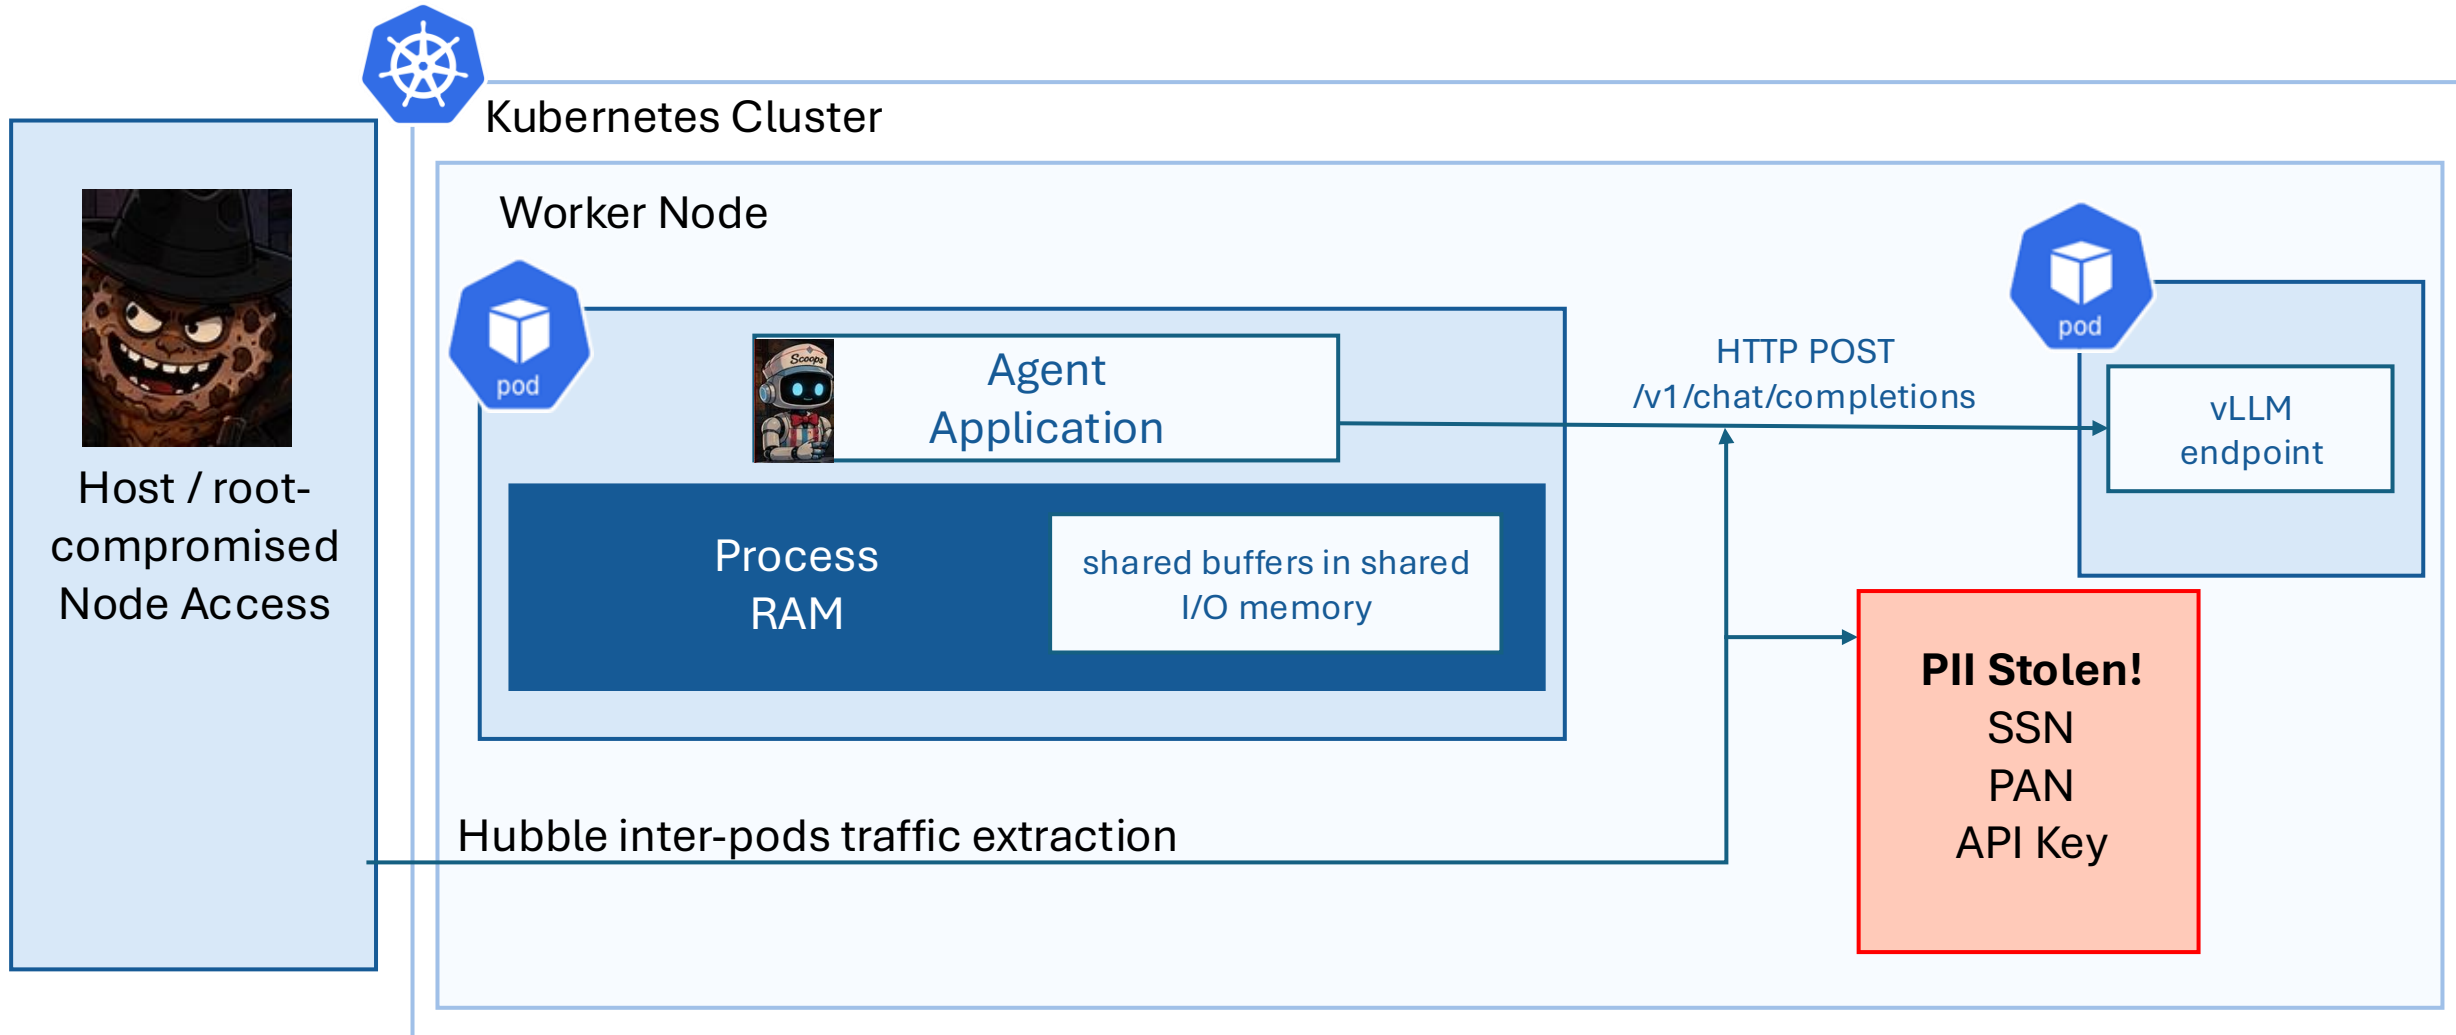 Kubernetes Cluster
Worker Node
Host / root-
compromised
Node Access
pod
Scoops
Agent
Application
Process
RAM
shared buffers in shared
I/O memory
HTTP POST
/v1/chat/completions
pod
vLLM
endpoint
PII Stolen!
SSN
PAN
API Key
Hubble inter-pods traffic extraction